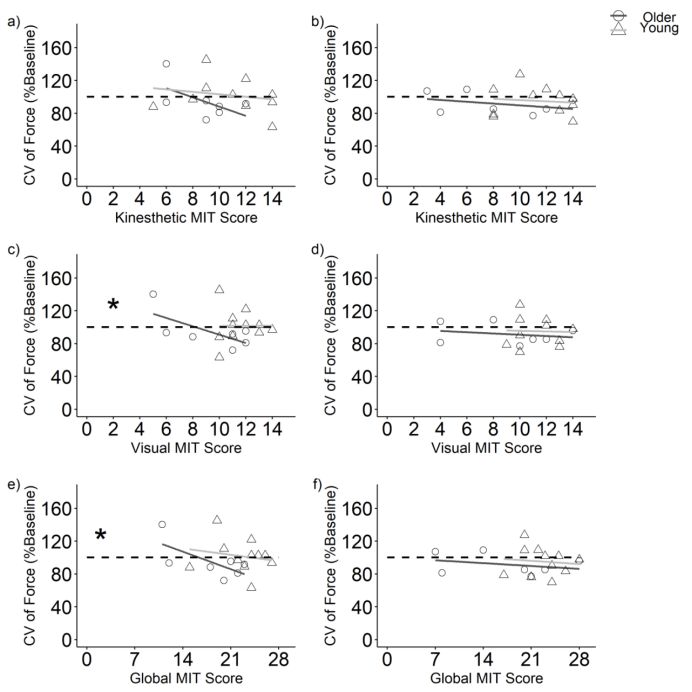 Older
Young
a)
CV of Force (%Baseline)
160
120
80
40
0
0 2 4 6 8 10 12 14
Kinesthetic MIT Score
b)
CV of Force (%Baseline)
160
120
80
40
0
0 2 4 6 8 10 12 14
Kinesthetic MIT Score
c)
CV of Force (%Baseline)
160
120
80
40
0
*
0 2 4 6 8 10 12 14
Visual MIT Score
d)
CV of Force (%Baseline)
160
120
80
40
0
0 2 4 6 8 10 12 14
Visual MIT Score
e)
CV of Force (%Baseline)
160
120
80
40
0
*
0 7 14 21 28
Global MIT Score
f)
CV of Force (%Baseline)
160
120
80
40
0
0 7 14 21 28
Global MIT Score